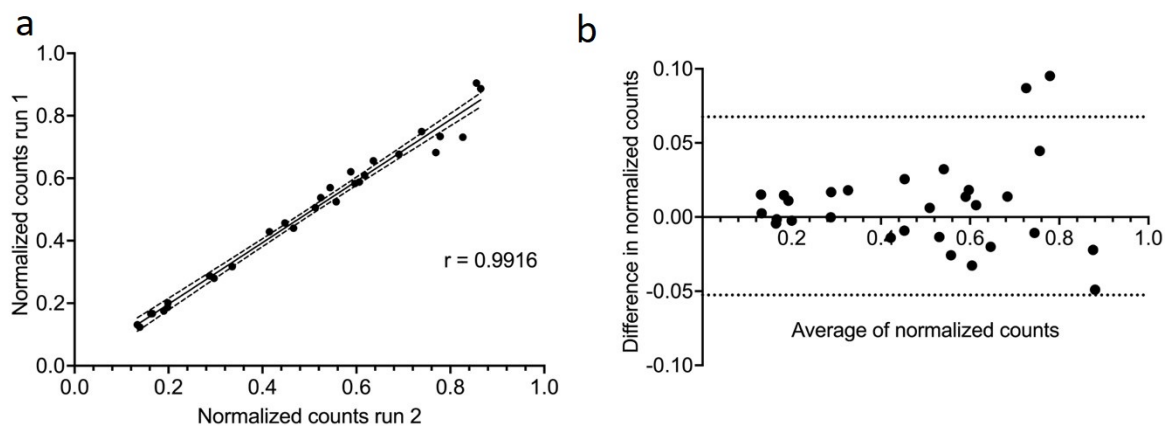 a
1.0
0.8
0.6
0.4
0.2
0.0
Normalized counts run 1
r = 0.9916
0.0 0.2 0.4 0.6 0.8 1.0
Normalized counts run 2
b
0.10
0.05
0.00
-0.05
-0.10
Difference in normalized counts
0.2 0.4 0.6 0.8 1.0
Average of normalized counts